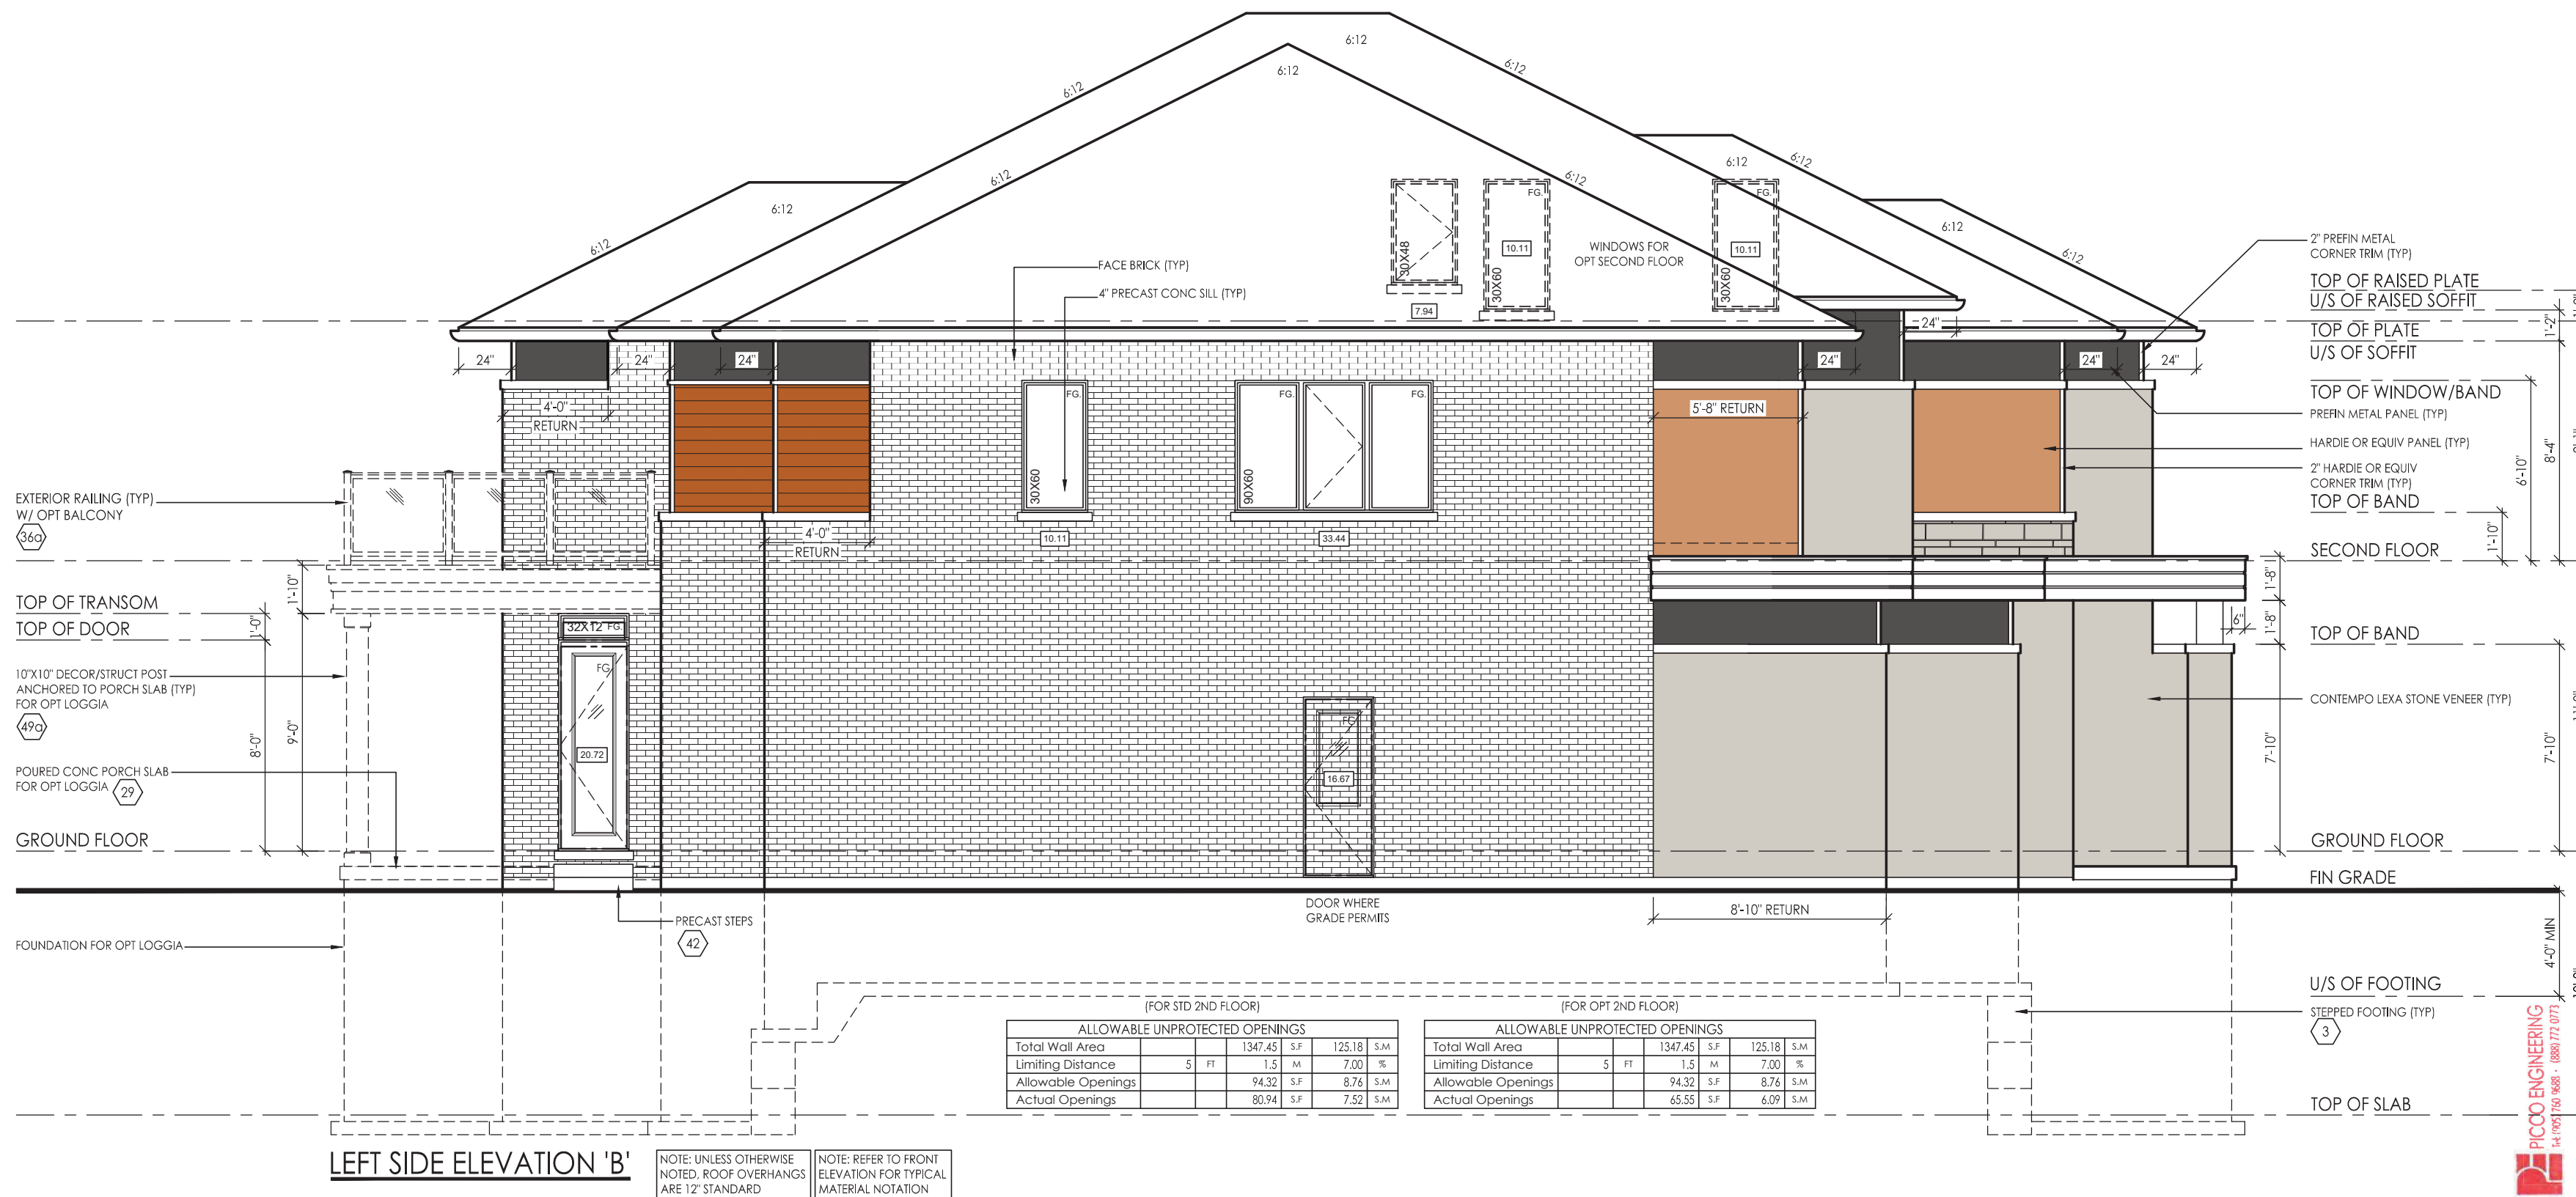 6:12
6:12
6:12
6:12
6:12
6:12
6:12
6:12
6:12
6:12
6:12
6:12
6:12
FACE BRICK (TYP)
4" PRECAST CONC SILL (TYP)
30X48
7.94
FG.
10.11
30X60
WINDOWS FOR
OPT SECOND FLOOR
FG.
10.11
30X60
2" PREFIN METAL
CORNER TRIM (TYP)
TOP OF RAISED PLATE
U/S OF RAISED SOFFIT
TOP OF PLATE
U/S OF SOFFIT
TOP OF WINDOW/BAND
PREFIN METAL PANEL (TYP)
HARDIE OR EQUIV PANEL (TYP)
2" HARDIE OR EQUIV
CORNER TRIM (TYP)
TOP OF BAND
SECOND FLOOR
TOP OF BAND
CONTEMPO LEXA STONE VENEER (TYP)
GROUND FLOOR
FIN GRADE
U/S OF FOOTING
STEPPED FOOTING (TYP)
3
TOP OF SLAB
1'-2"
8'-4"
6'-10"
1'-10"
1'-8"
1'-8"
6"
7'-10"
7'-10"
4'-0" MIN
24"
24"
24"
24"
24"
24"
24"
4'-0"
RETURN
4'-0"
RETURN
5'-8" RETURN
FG.
30X60
10.11
FG.
FG.
90X60
33.44
EXTERIOR RAILING (TYP)
W/ OPT BALCONY
36a
TOP OF TRANSOM
TOP OF DOOR
10"X10" DECOR/STRUCT POST
ANCHORED TO PORCH SLAB (TYP)
FOR OPT LOGGIA
49a
POURED CONC PORCH SLAB
FOR OPT LOGGIA
29
GROUND FLOOR
FOUNDATION FOR OPT LOGGIA
1'-10"
1'-0"
8'-0"
9'-0"
32X12 FG.
FG.
20.72
FG.
16.67
PRECAST STEPS
42
DOOR WHERE
GRADE PERMITS
8'-10" RETURN
(FOR STD 2ND FLOOR)
ALLOWABLE UNPROTECTED OPENINGS
Total Wall Area 1347.45 S.F 125.18 S.M
Limiting Distance 5 FT 1.5 M 7.00 %
Allowable Openings 94.32 S.F 8.76 S.M
Actual Openings 80.94 S.F 7.52 S.M
(FOR OPT 2ND FLOOR)
ALLOWABLE UNPROTECTED OPENINGS
Total Wall Area 1347.45 S.F 125.18 S.M
Limiting Distance 5 FT 1.5 M 7.00 %
Allowable Openings 94.32 S.F 8.76 S.M
Actual Openings 65.55 S.F 6.09 S.M
LEFT SIDE ELEVATION 'B'
NOTE: UNLESS OTHERWISE
NOTED, ROOF OVERHANGS
ARE 12" STANDARD
NOTE: REFER TO FRONT
ELEVATION FOR TYPICAL
MATERIAL NOTATION
PICCO ENGINEERING
Tel: (905) 760 9688 · (888) 772 0773